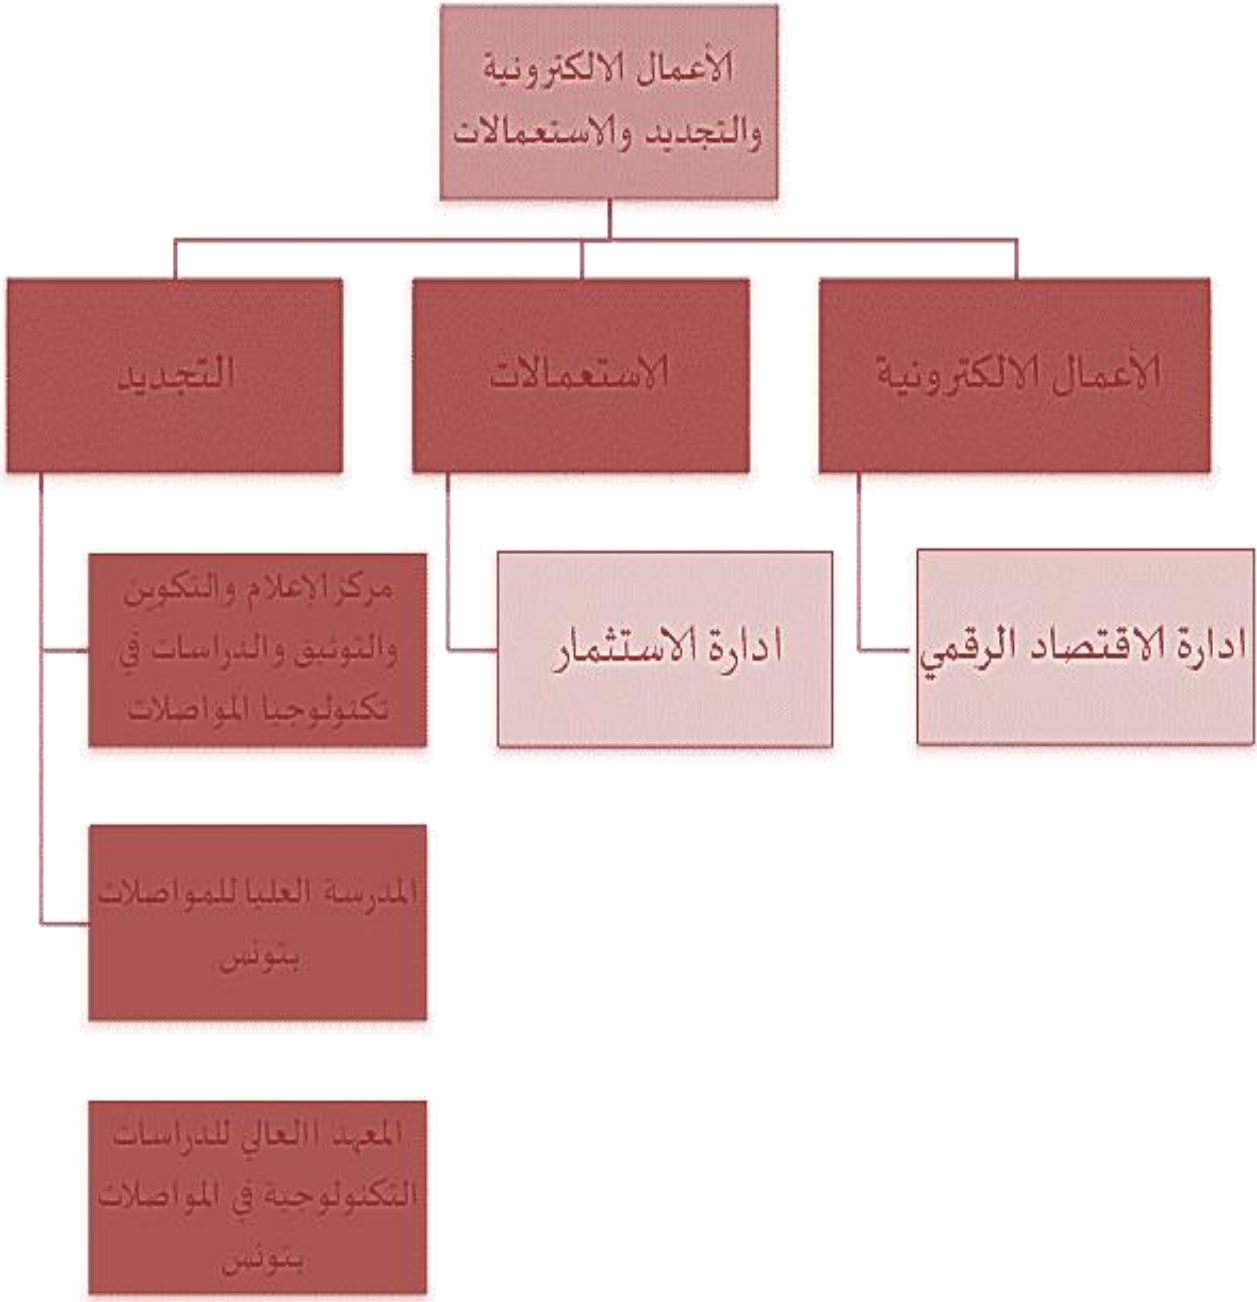 الأعمال الالكترونية
والتجديد والاستعمالات
الأعمال الالكترونية
الاستعمالات
التجديد
ادارة الاقتصاد الرقمي
ادارة الاستثمار
مركز الإعلام والتكوين
والتوثيق والدراسات في
تكنولوجيا المواصلات
المدرسة العليا للمواصلات
بتونس
المعهد االعالي للدراسات
التكنولوجية في المواصلات
بتونس